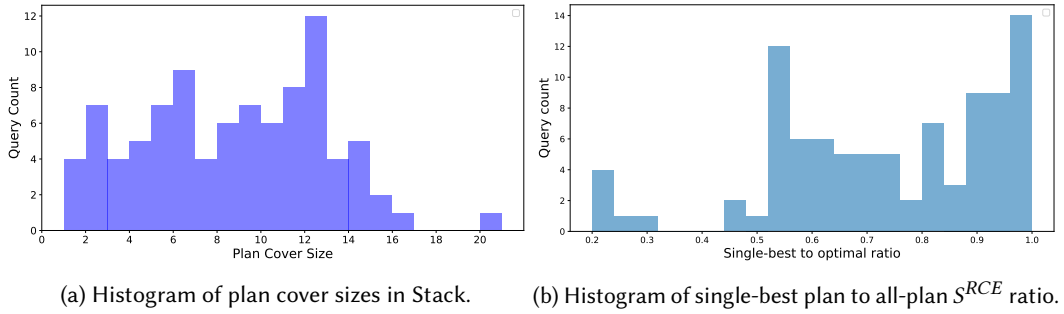 12
10
8
6
4
2
0
Query Count
0 2 4 6 8 10 12 14 16 18 20
Plan Cover Size
(a) Histogram of plan cover sizes in Stack.
14
12
10
8
6
4
2
0
Query count
0.2 0.3 0.4 0.5 0.6 0.7 0.8 0.9 1.0
Single-best to optimal ratio
(b) Histogram of single-best plan to all-plan S^{RCE} ratio.